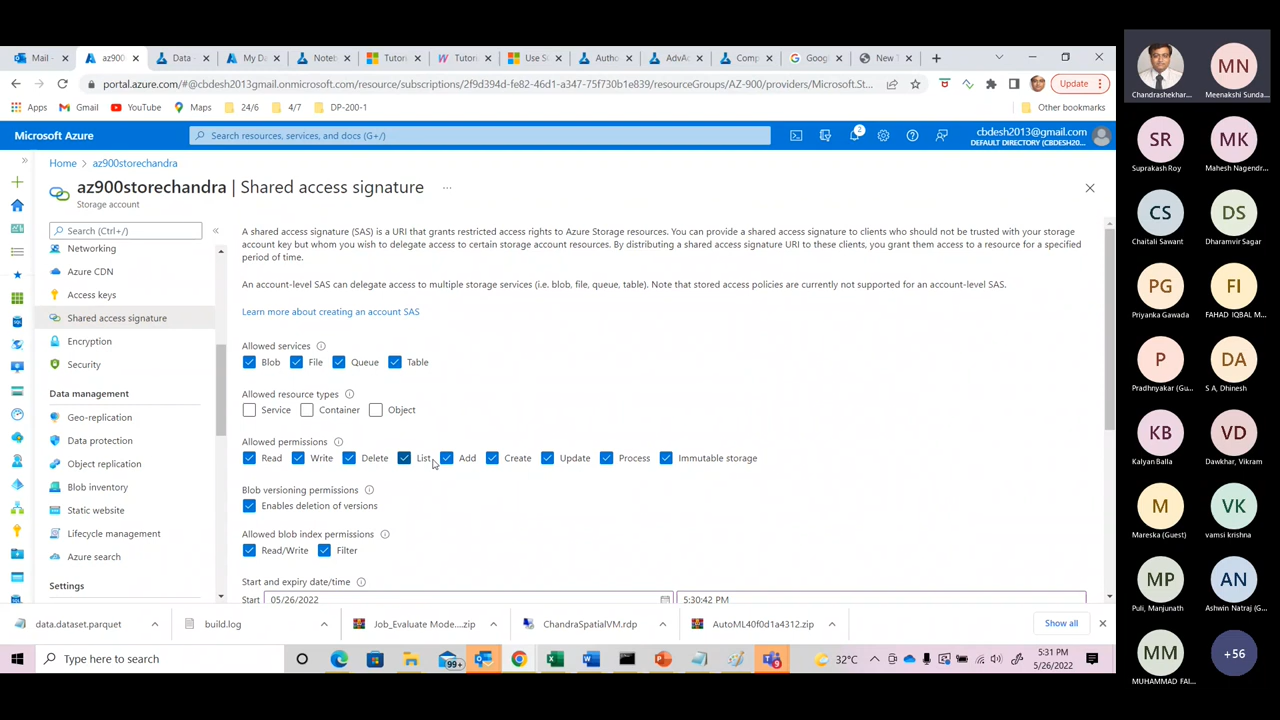 Mail
az900
Data
My Da
Noteb
Tutori
Tutor
Use S
Autho
AdvAc
Comp
Goog
New T
portal.azure.com/#@cbdesh2013gmail.onmicrosoft.com/resource/subscriptions/2f9d394d-fe82-46d1-a347-75f730b1e839/resourceGroups/AZ-900/providers/Microsoft.St...
Update
Apps
Gmail
YouTube
Maps
24/6
4/7
DP-200-1
Other bookmarks
Microsoft Azure
Search resources, services, and docs (G+/)
2
cbdesh2013@gmail.com
DEFAULT DIRECTORY (CBDESH20...
Home > az900storechandra
az900storechandra | Shared access signature ...
Storage account
Search (Ctrl+/)
Networking
Azure CDN
Access keys
Shared access signature
Encryption
Security
Data management
Geo-replication
Data protection
Object replication
Blob inventory
Static website
Lifecycle management
Azure search
Settings
A shared access signature (SAS) is a URI that grants restricted access rights to Azure Storage resources. You can provide a shared access signature to clients who should not be trusted with your storage
account key but whom you wish to delegate access to certain storage account resources. By distributing a shared access signature URI to these clients, you grant them access to a resource for a specified
period of time.
An account-level SAS can delegate access to multiple storage services (i.e. blob, file, queue, table). Note that stored access policies are currently not supported for an account-level SAS.
Learn more about creating an account SAS
Allowed services
Blob File Queue Table
Allowed resource types
Service Container Object
Allowed permissions
Read Write Delete List Add Create Update Process Immutable storage
Blob versioning permissions
Enables deletion of versions
Allowed blob index permissions
Read/Write Filter
Start and expiry date/time
Start 05/26/2022 5:30:42 PM
data.dataset.parquet
build.log
Job_Evaluate Mode....zip
ChandraSpatialVM.rdp
AutoML40f0d1a4312.zip
Show all
Type here to search
99+
9
32°C
5:31 PM
5/26/2022
Chandrashekhar...
MN
Meenakshi Sunda...
SR
Suprakash Roy
MK
Mahesh Nagendr...
CS
Chaitali Sawant
DS
Dharamvir Sagar
PG
Priyanka Gawada
FI
FAHAD IQBAL M...
P
Pradhnyakar (Gu...
DA
S A, Dhinesh
KB
Kalyan Balla
VD
Dawkhar, Vikram
M
Mareska (Guest)
VK
vamsi krishna
MP
Puli, Manjunath
AN
Ashwin Natraj (G...
MM
MUHAMMAD FAI...
+56